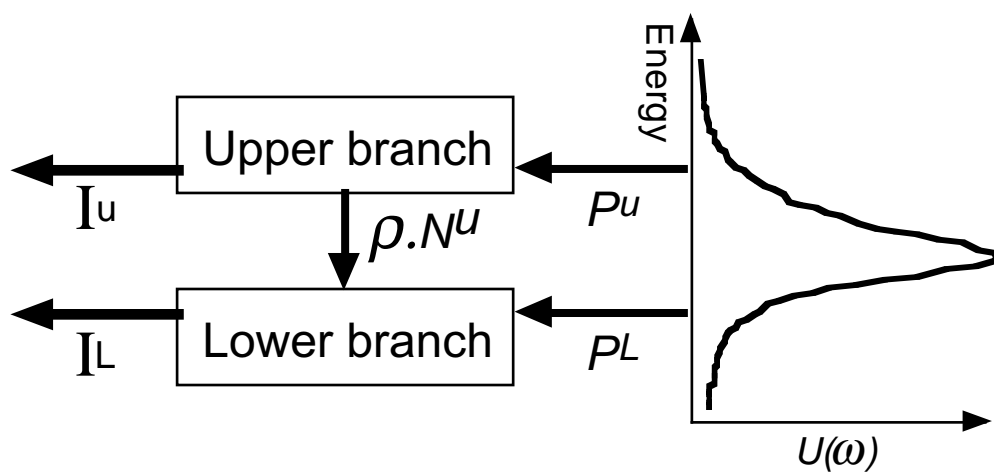 Energy
Upper branch
Iu
ρ.Nu
Pu
Lower branch
IL
PL
U(ω)